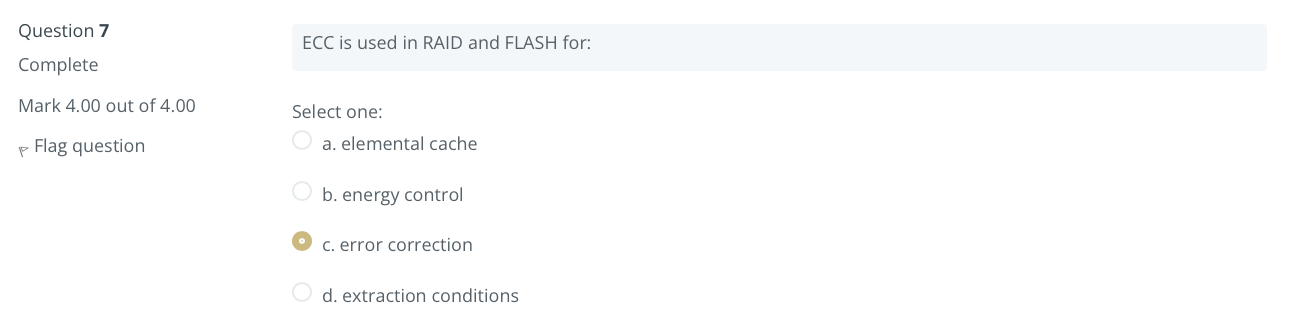 Question 7
Complete
Mark 4.00 out of 4.00
Flag question
ECC is used in RAID and FLASH for:
Select one:
a. elemental cache
b. energy control
c. error correction
d. extraction conditions